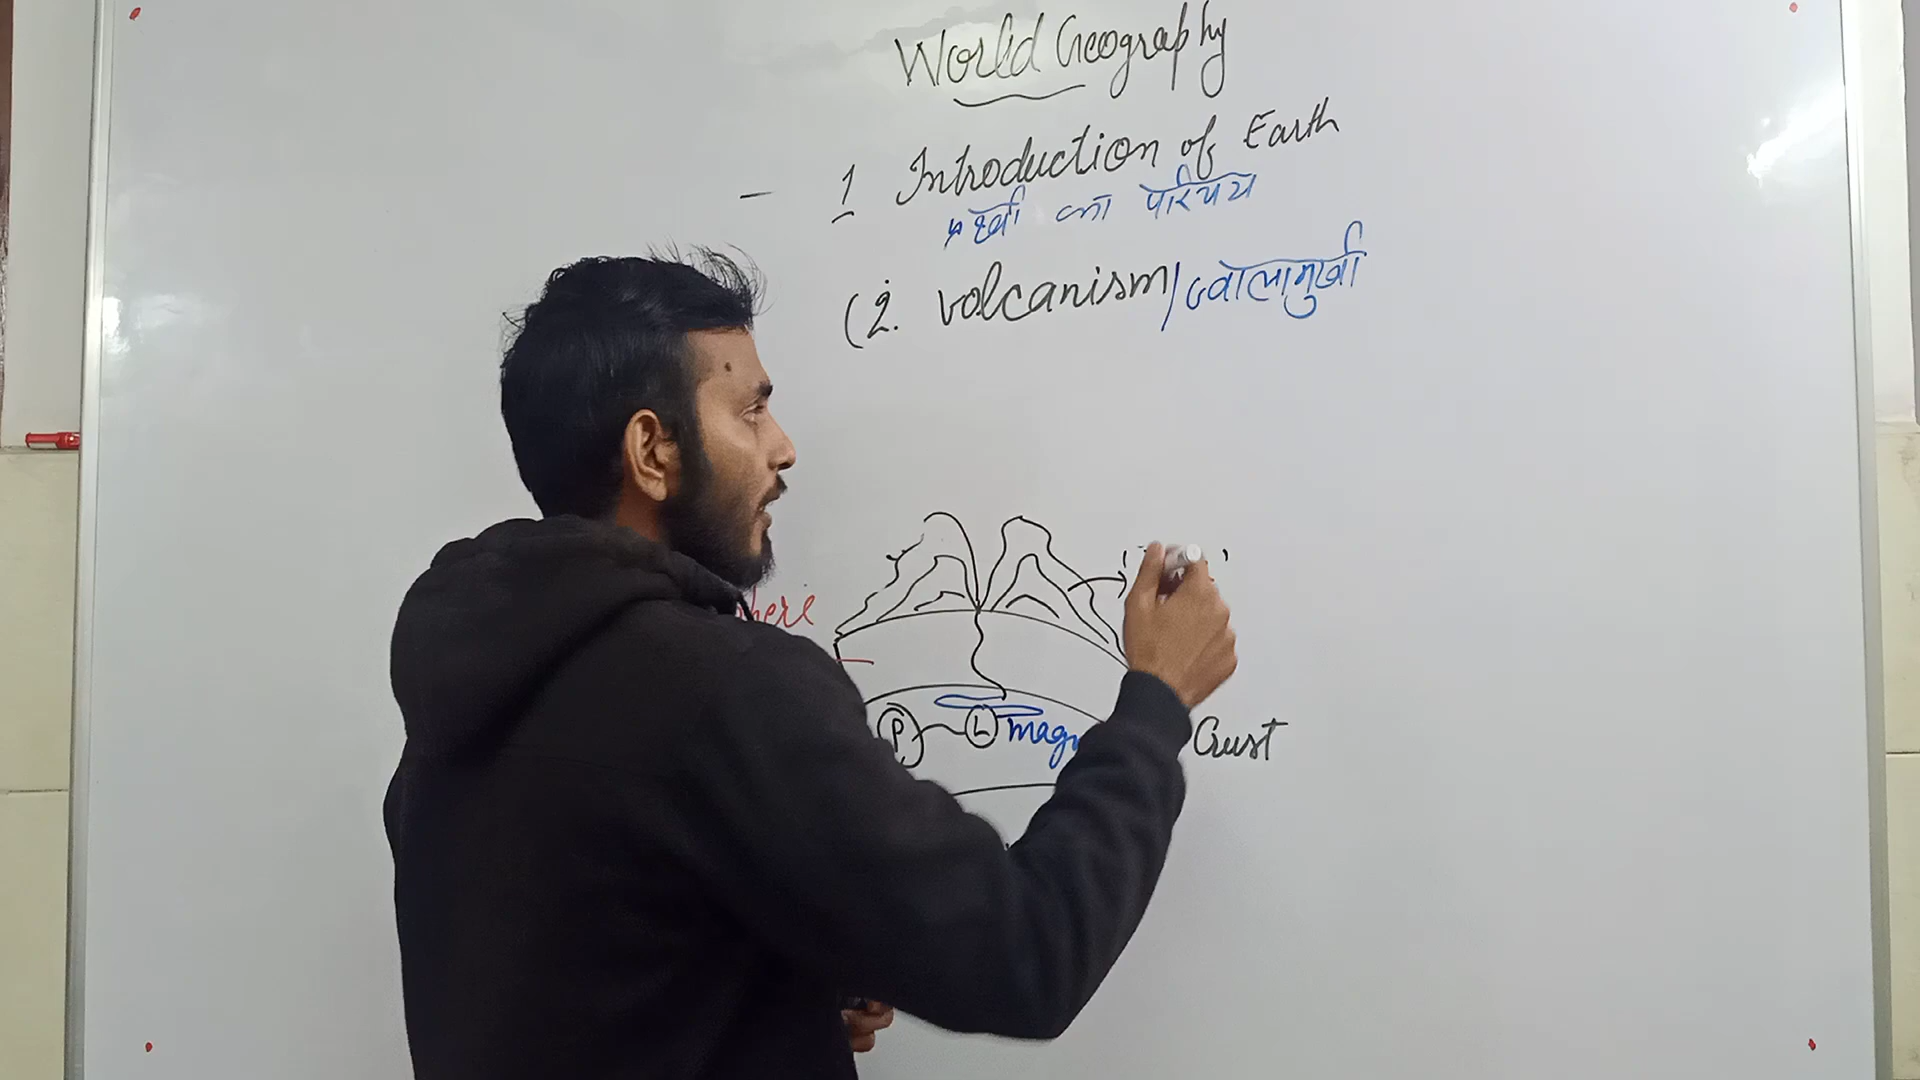 World Geography
- 1 Introduction of Earth
पृथ्वी का परिचय
(2. volcanism/ज्वालामुखी
P L
Crust